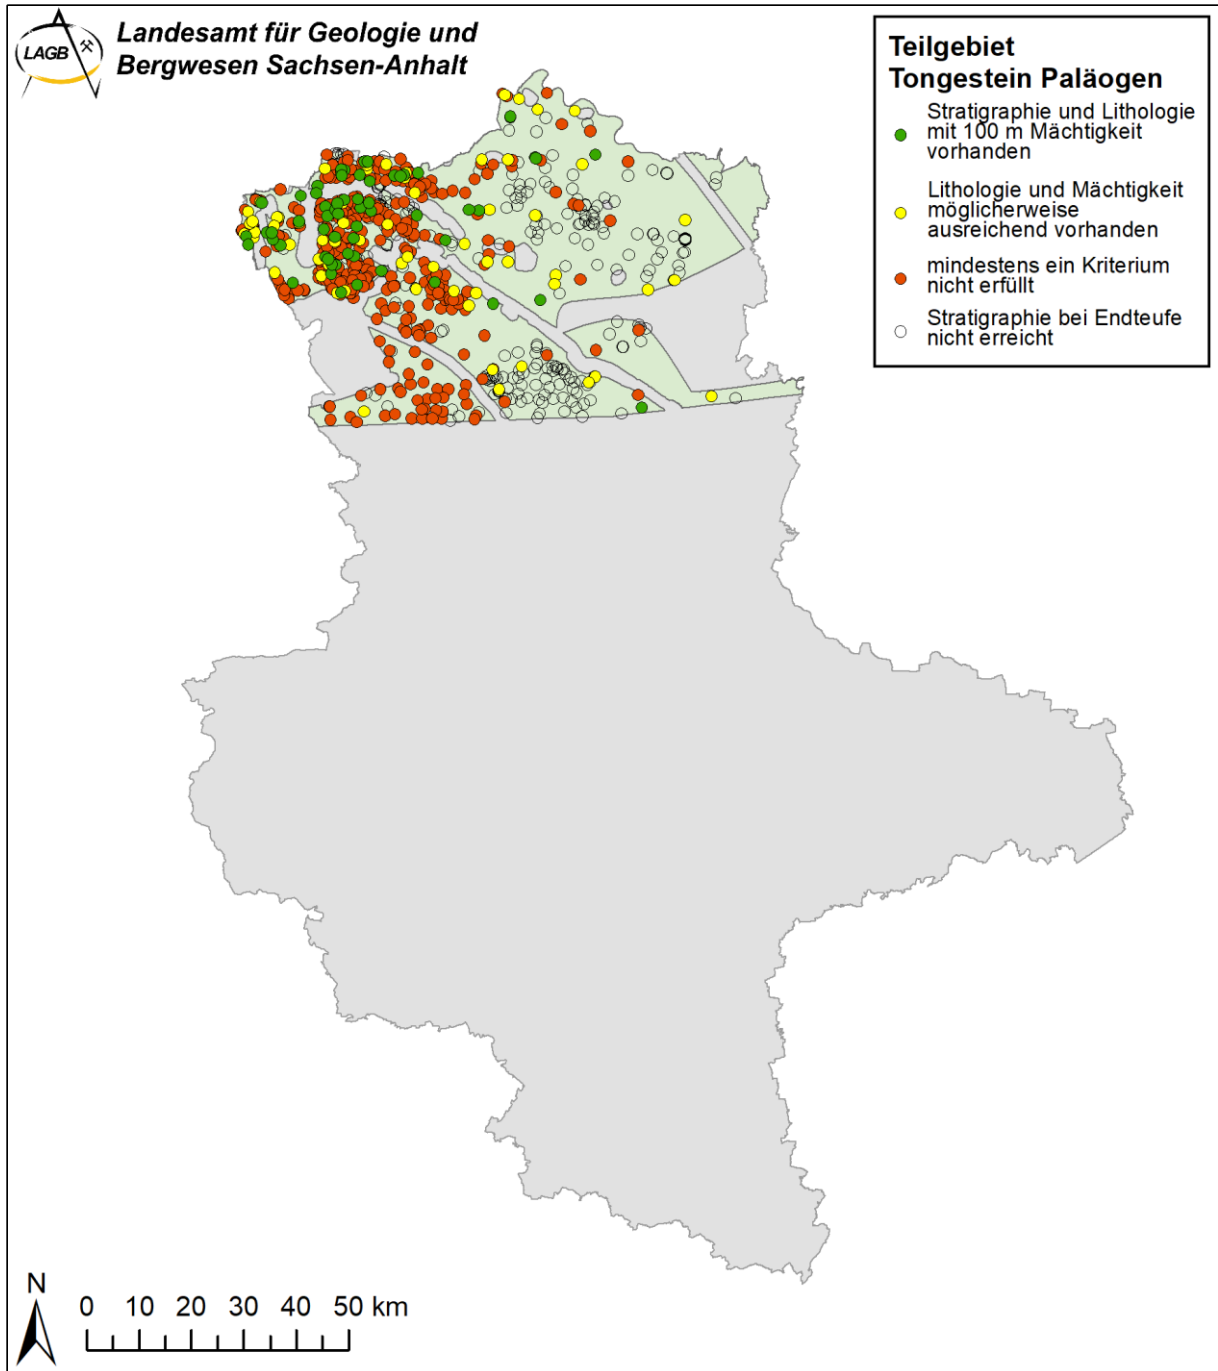 LAGB
Landesamt für Geologie und
Bergwesen Sachsen-Anhalt
Teilgebiet
Tongestein Paläogen
Stratigraphie und Lithologie
mit 100 m Mächtigkeit
vorhanden
Lithologie und Mächtigkeit
möglicherweise
ausreichend vorhanden
mindestens ein Kriterium
nicht erfüllt
Stratigraphie bei Endteufe
nicht erreicht
N
0 10 20 30 40 50 km